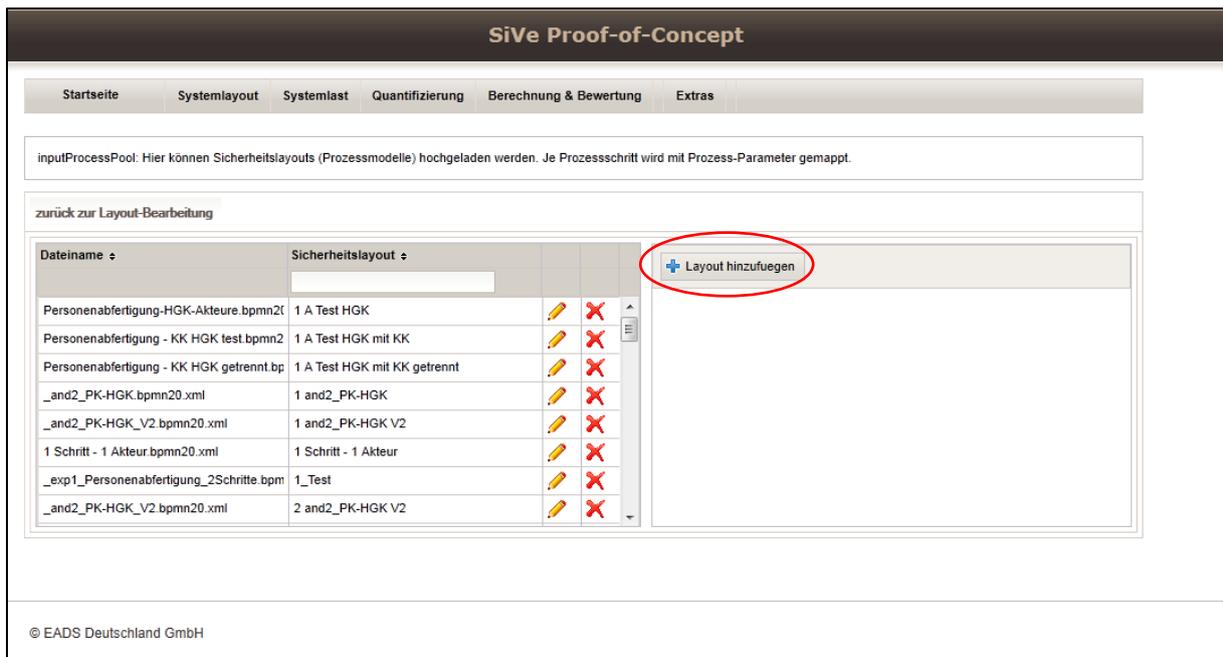 SiVe Proof-of-Concept
Startseite Systemlayout Systemlast Quantifizierung Berechnung & Bewertung Extras
inputProcessPool: Hier können Sicherheitslayouts (Prozessmodelle) hochgeladen werden. Je Prozessschritt wird mit Prozess-Parameter gemappt.
zurück zur Layout-Bearbeitung
Dateiname Sicherheitslayout
Layout hinzufuegen
Personenabfertigung-HGK-Akteure.bpmn20 1 A Test HGK
Personenabfertigung - KK HGK test.bpmn2 1 A Test HGK mit KK
Personenabfertigung - KK HGK getrennt.bp 1 A Test HGK mit KK getrennt
_and2_PK-HGK.bpmn20.xml 1 and2_PK-HGK
_and2_PK-HGK_V2.bpmn20.xml 1 and2_PK-HGK V2
1 Schritt - 1 Akteur.bpmn20.xml 1 Schritt - 1 Akteur
_exp1_Personenabfertigung_2Schritte.bpm 1_Test
_and2_PK-HGK_V2.bpmn20.xml 2 and2_PK-HGK V2
© EADS Deutschland GmbH